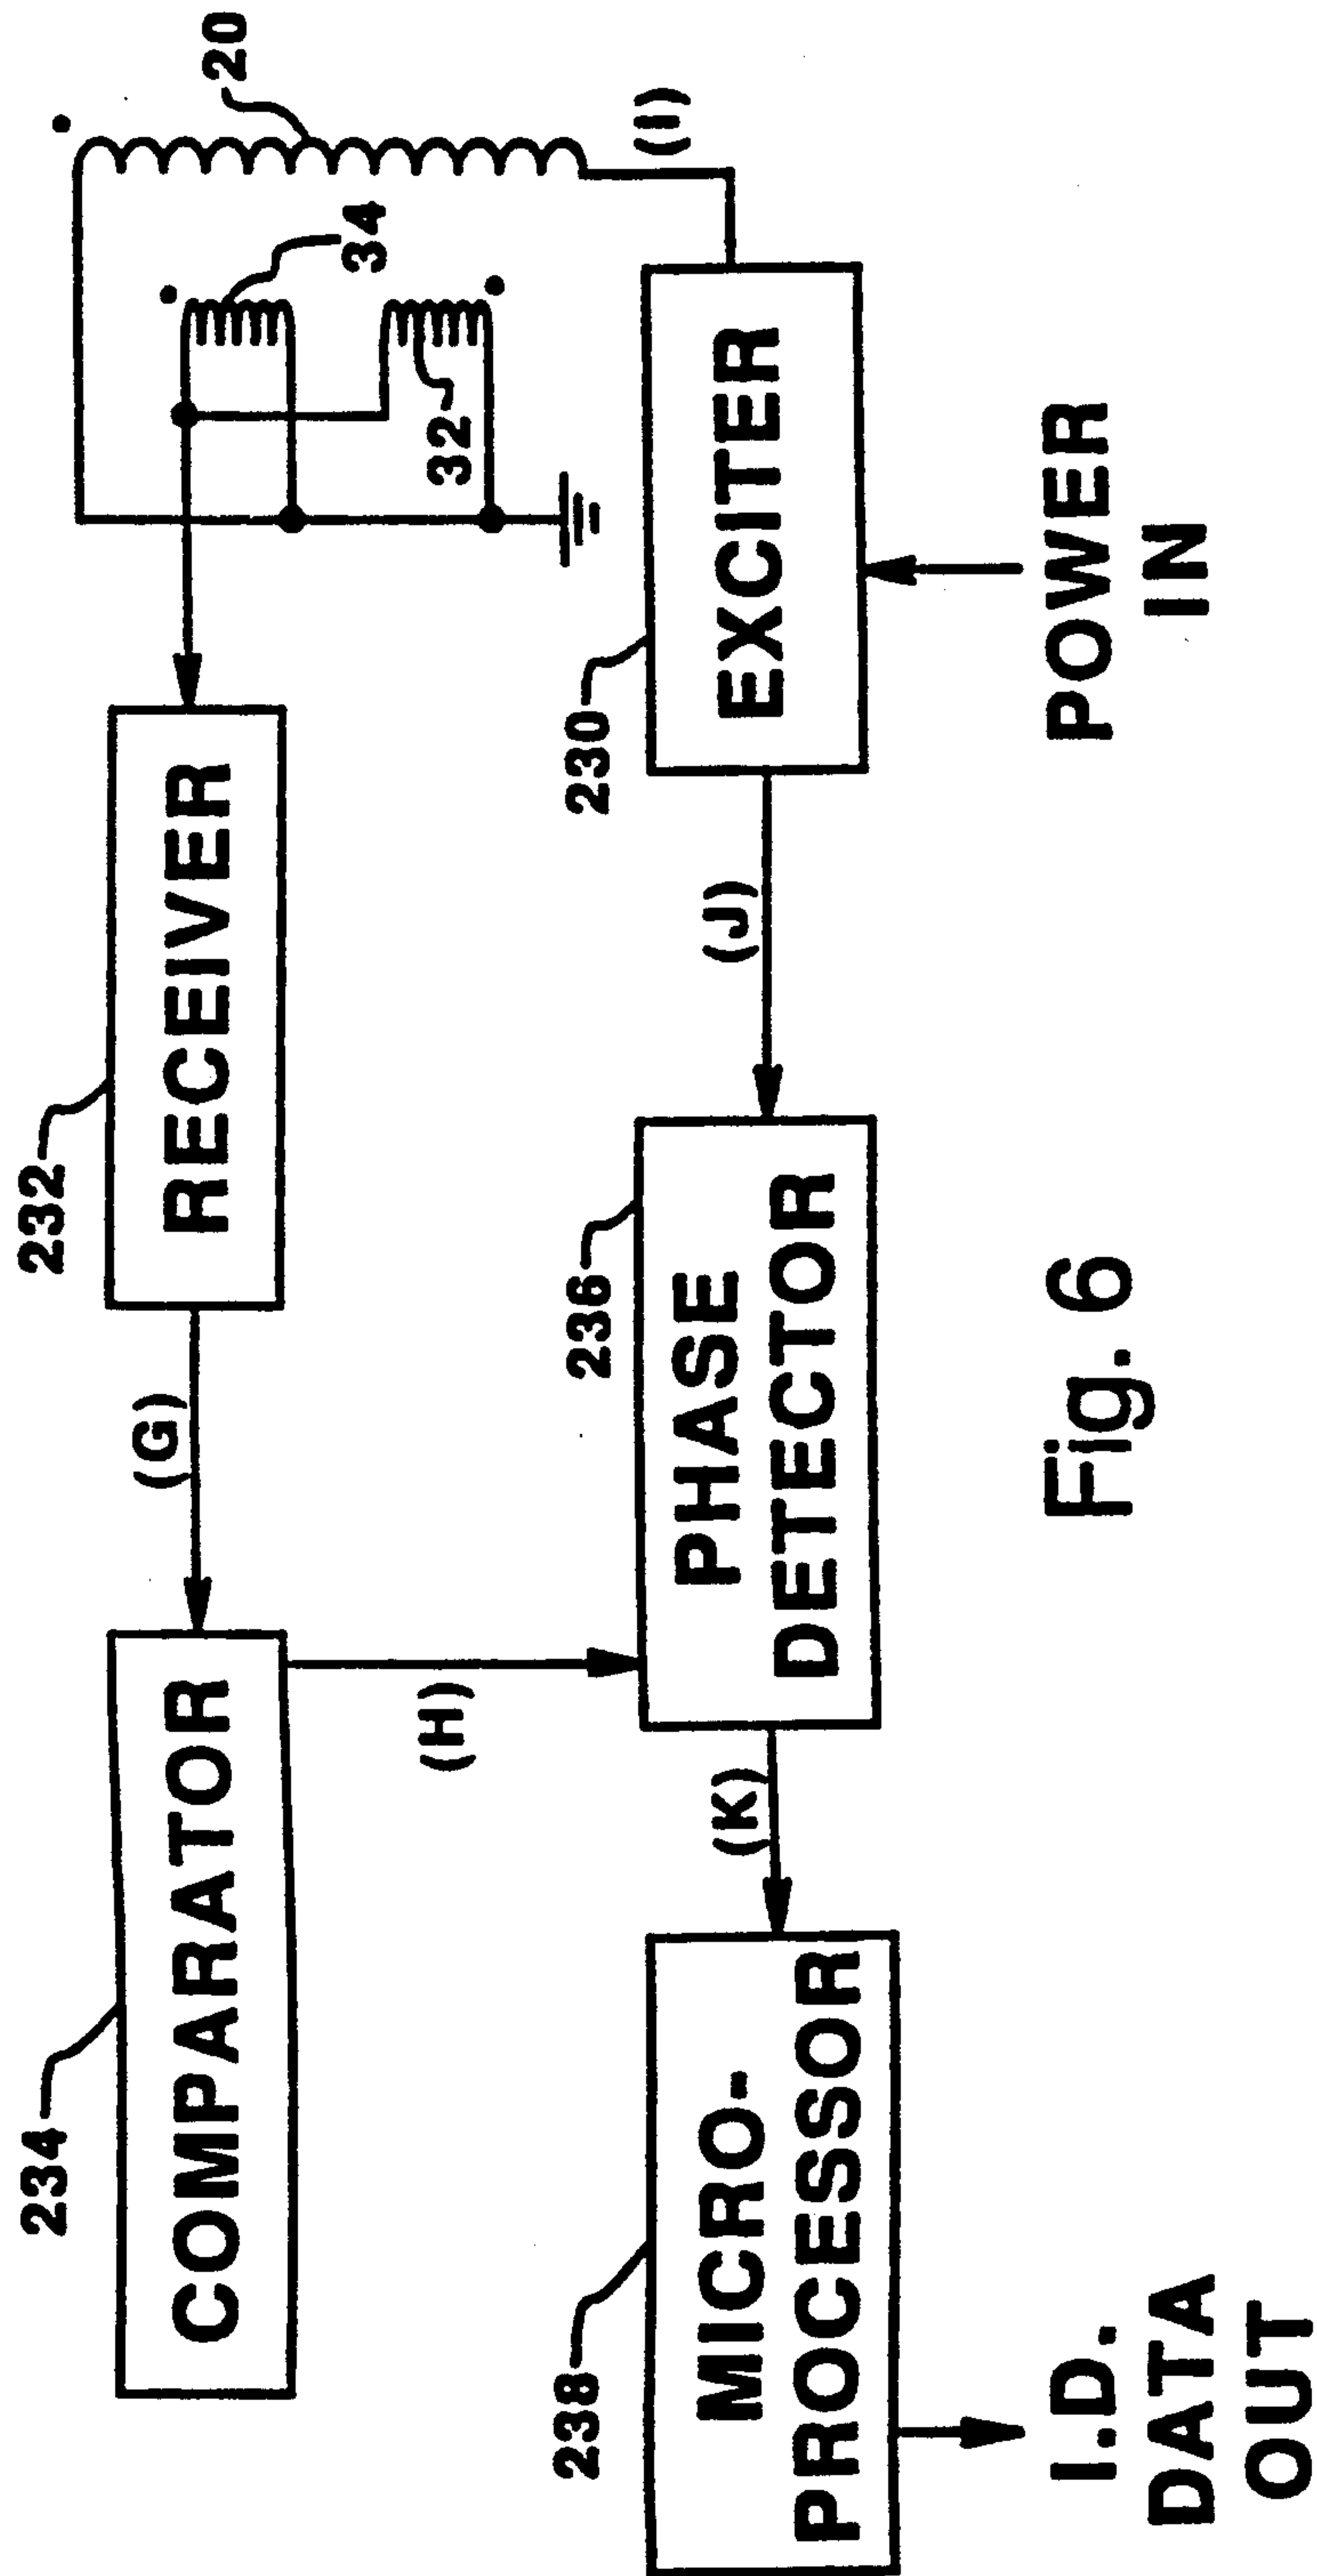 234
COMPARATOR
(G)
232
RECEIVER
34
20
32
(H)
(I)
238
MICRO-
PROCESSOR
(K)
236
PHASE
DETECTOR
(J)
230
EXCITER
I.D.
DATA
OUT
POWER
IN
Fig. 6